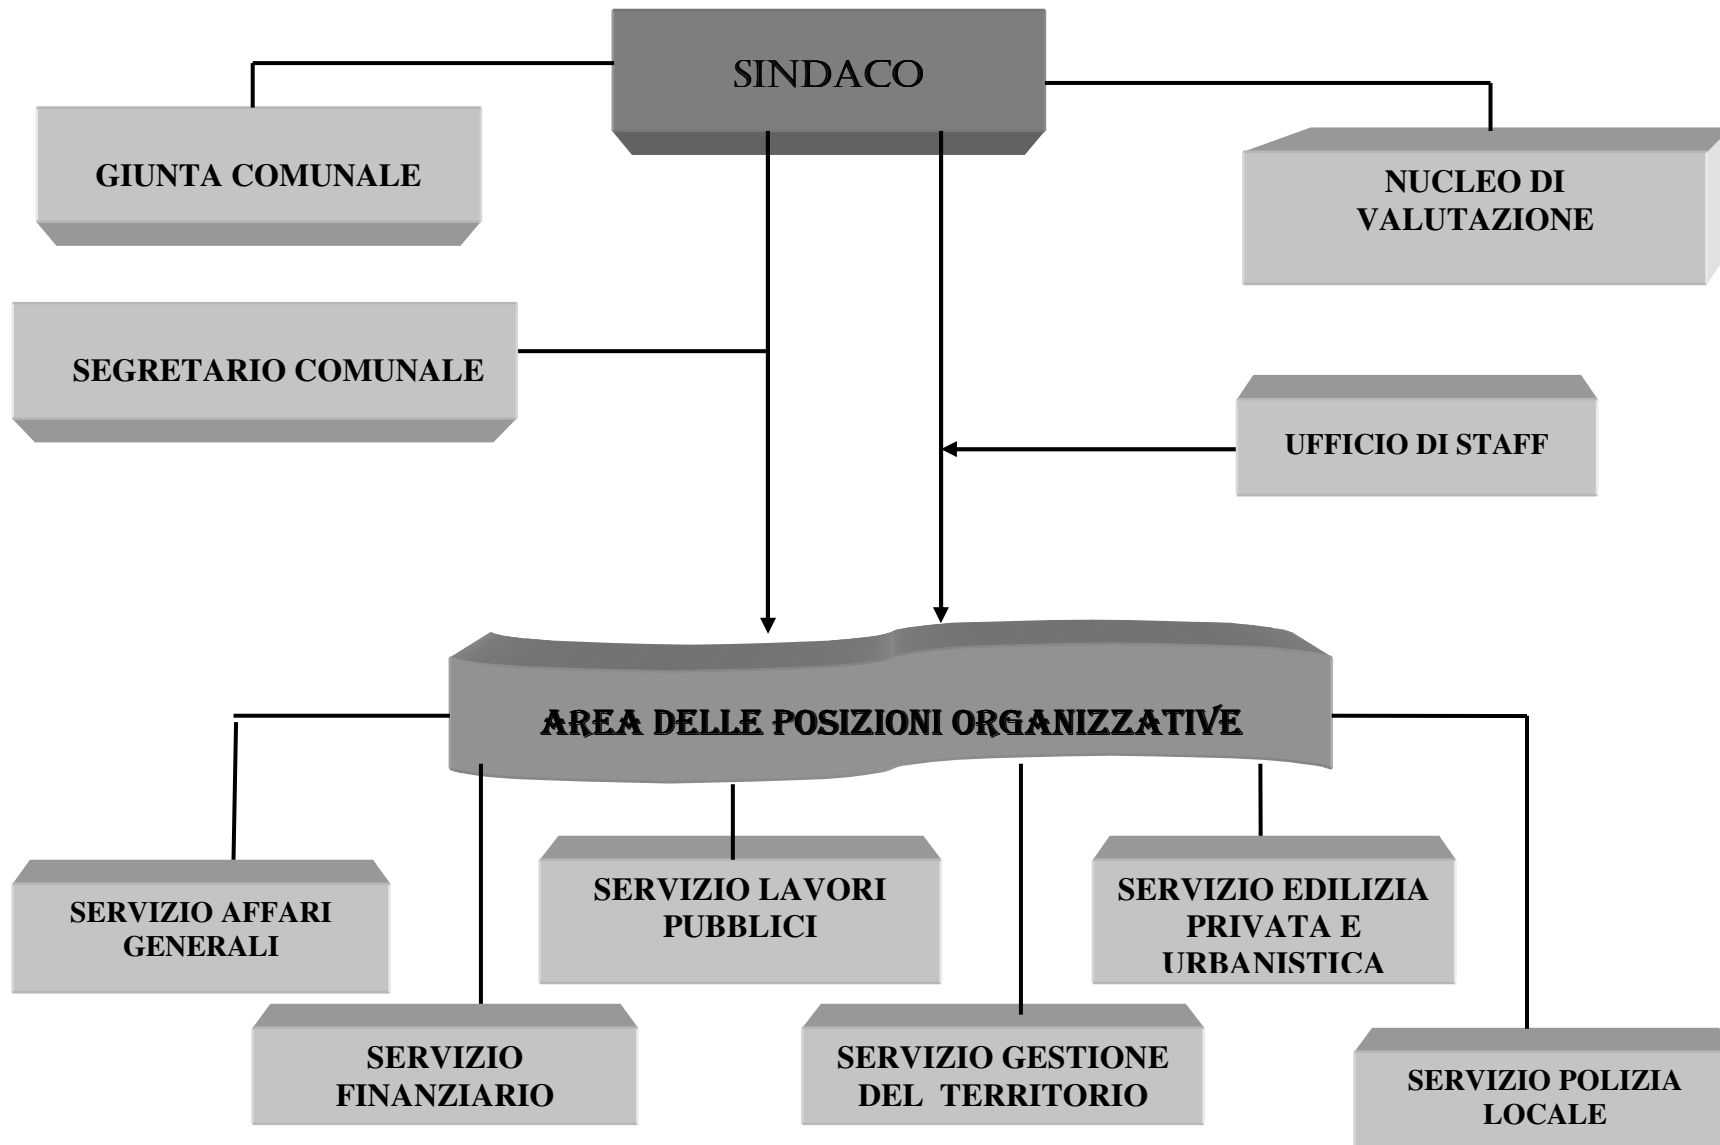 SINDACO
GIUNTA COMUNALE
NUCLEO DI
VALUTAZIONE
SEGRETARIO COMUNALE
UFFICIO DI STAFF
AREA DELLE POSIZIONI ORGANIZZATIVE
SERVIZIO AFFARI
GENERALI
SERVIZIO LAVORI
PUBBLICI
SERVIZIO EDILIZIA
PRIVATA E
URBANISTICA
SERVIZIO
FINANZIARIO
SERVIZIO GESTIONE
DEL TERRITORIO
SERVIZIO POLIZIA
LOCALE